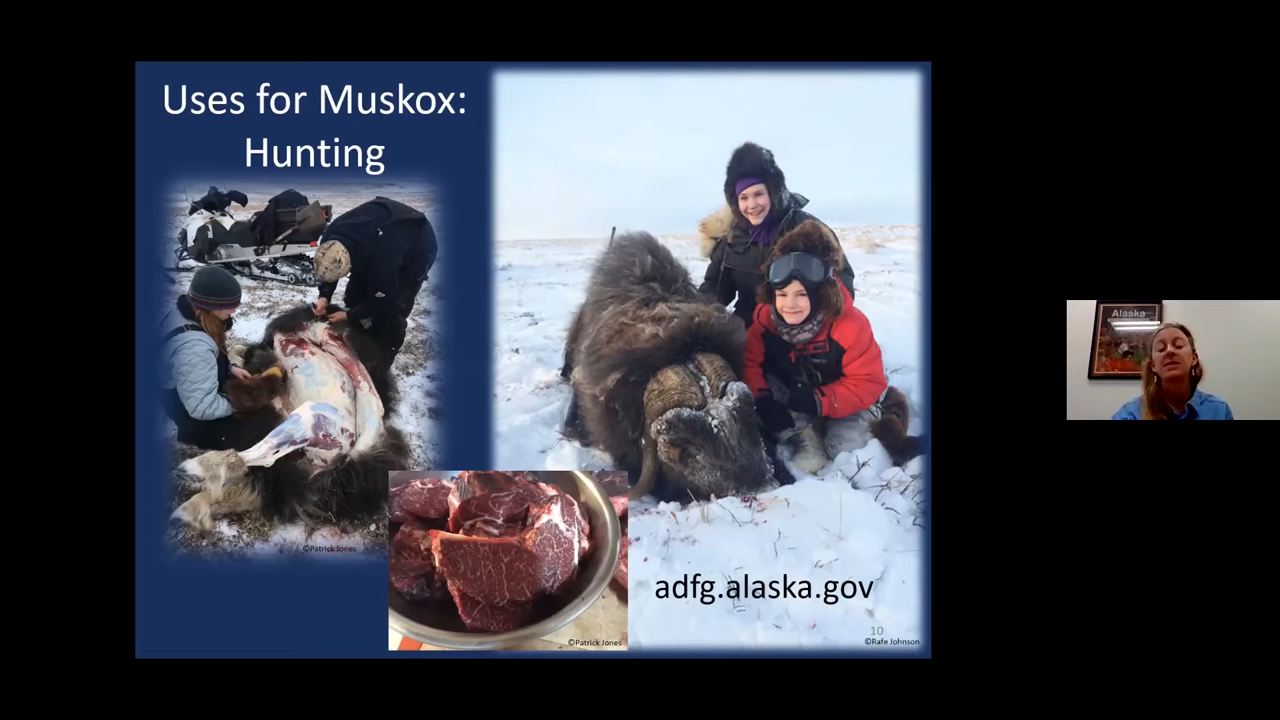 Uses for Muskox:
Hunting
©Patrick Jones
©Patrick Jones
adfg.alaska.gov
10
©Rafe Johnson
Alaska